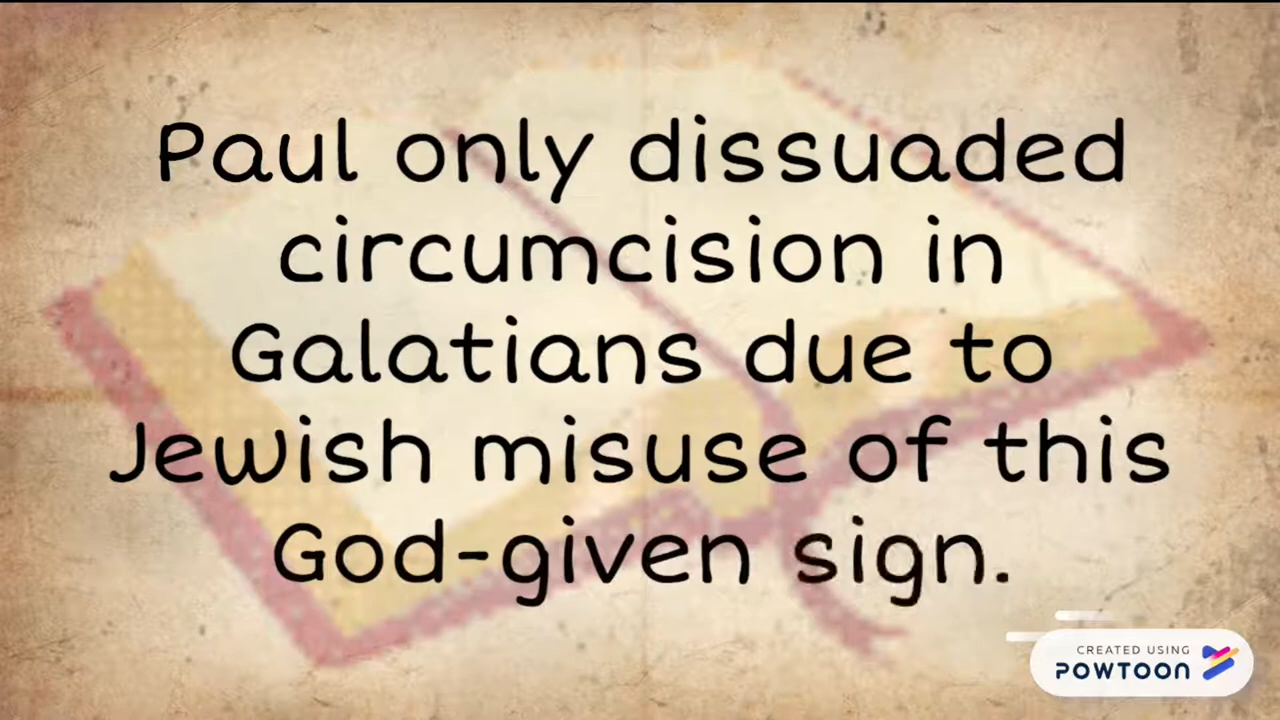 Paul only dissuaded
circumcision in
Galatians due to
Jewish misuse of this
God-given sign.
CREATED USING
POWTOON